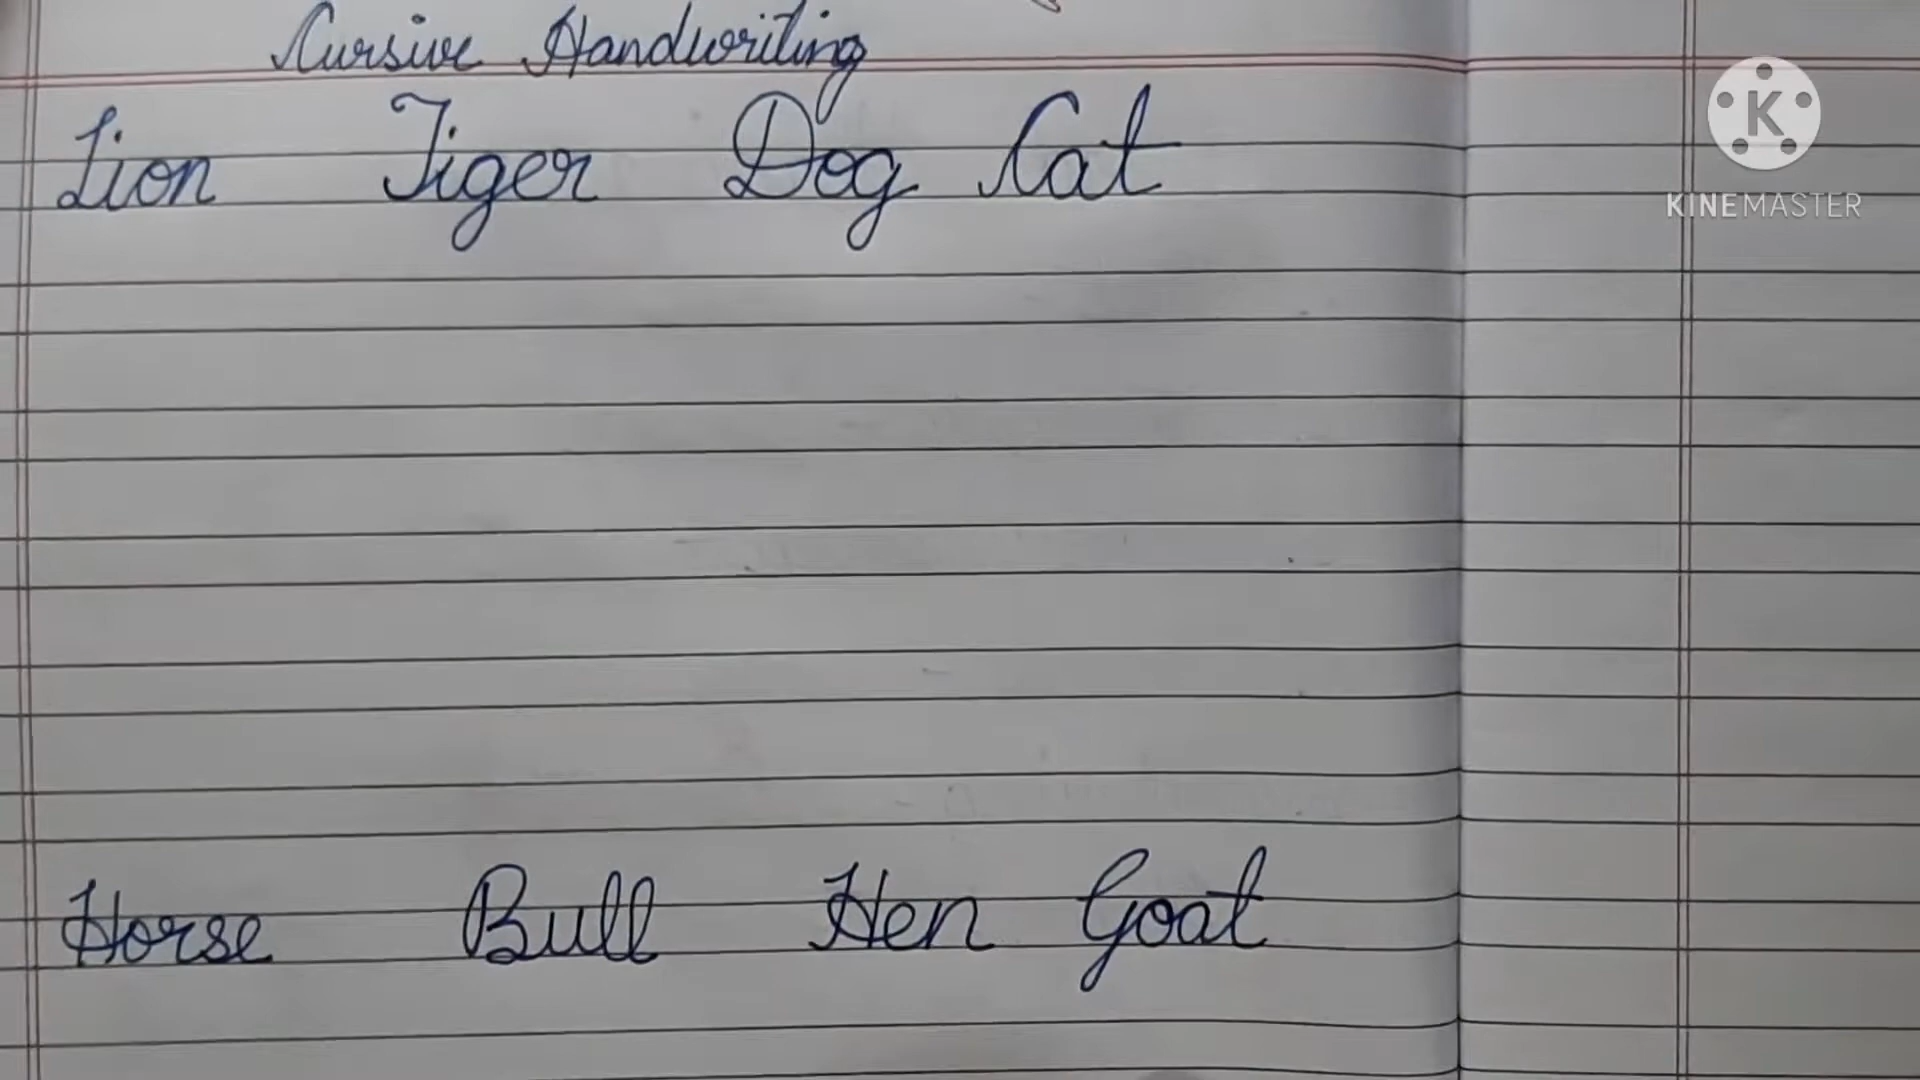 Cursive Handwriting
Lion Tiger Dog Cat
KINEMASTER
Horse Bull Hen Goat